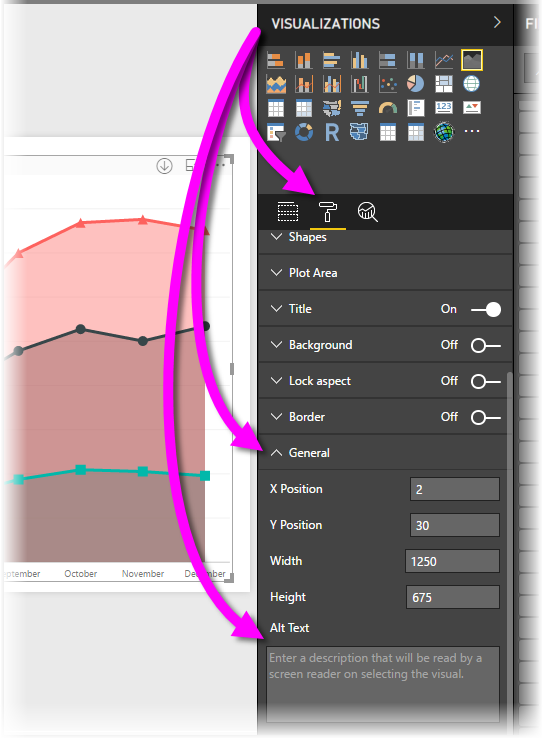 VISUALIZATIONS
FI
R
123
Shapes
Plot Area
Title On
Background Off
Lock aspect Off
Border Off
General
X Position 2
Y Position 30
Width 1250
Height 675
Alt Text
Enter a description that will be read by a
screen reader on selecting the visual.
October November December